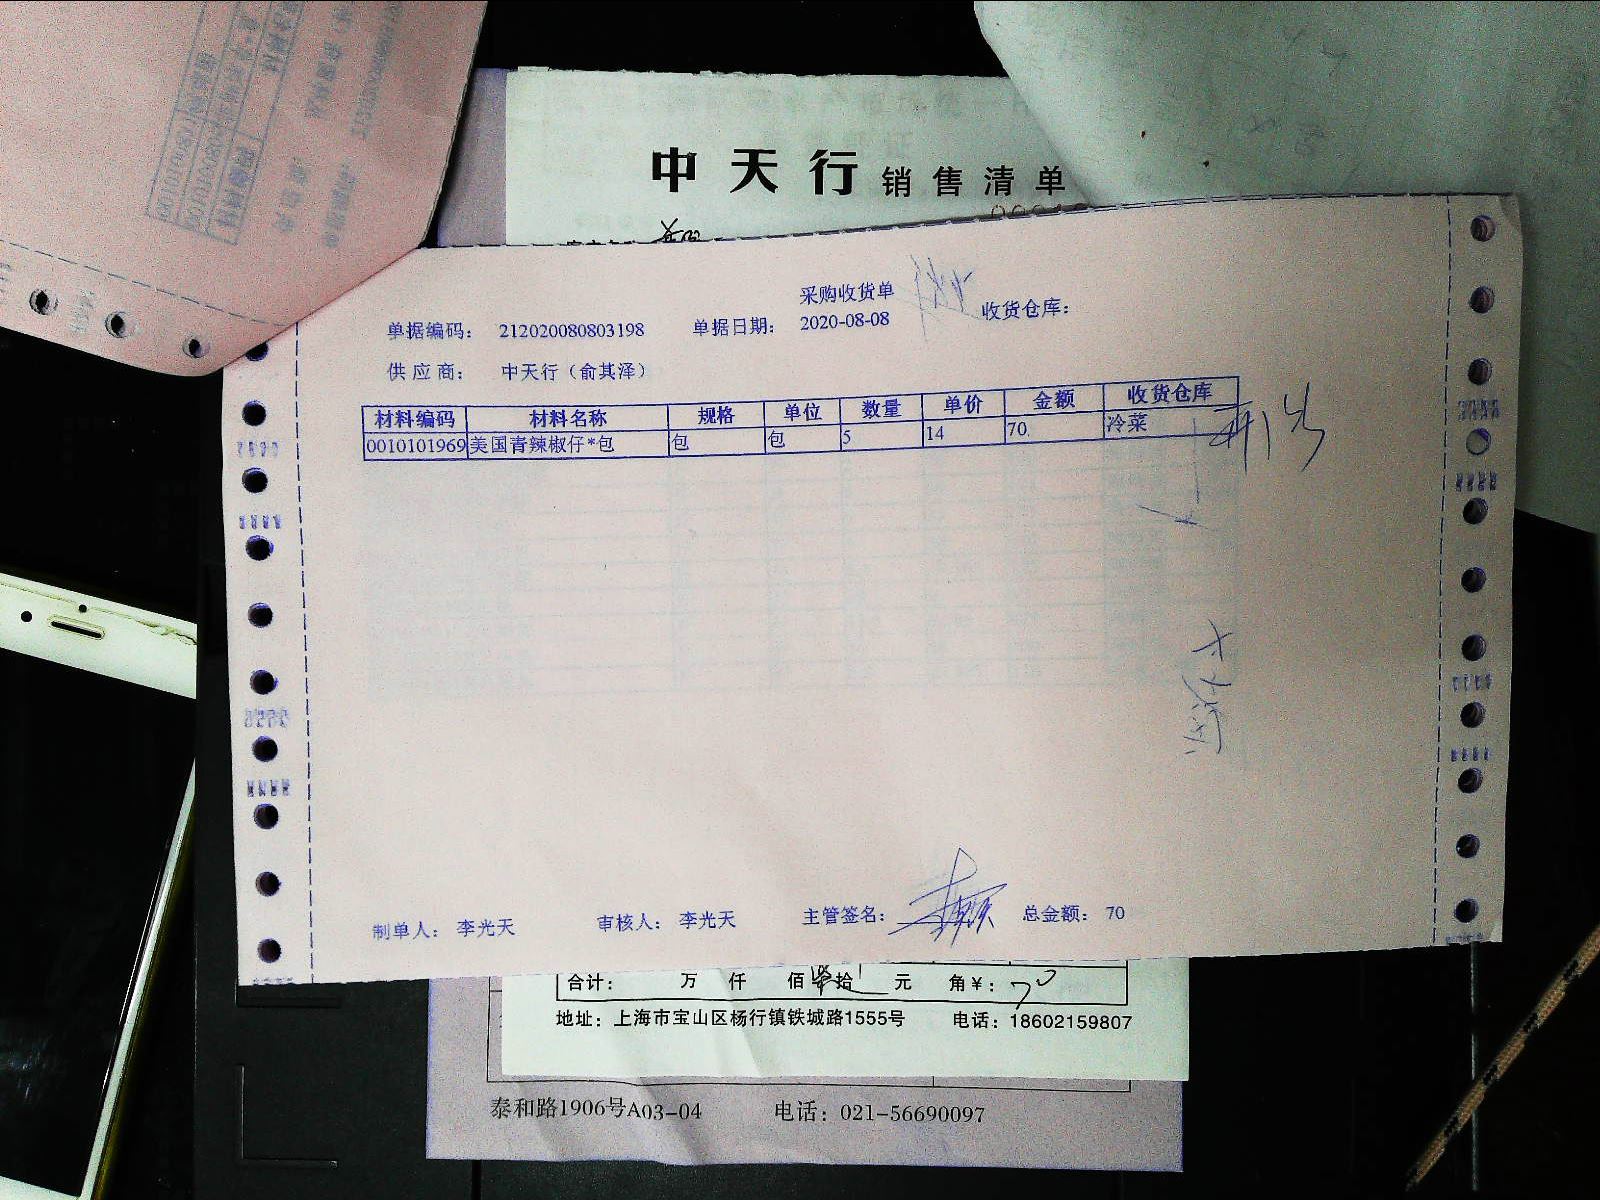 中天行 销售清单
采购收货单
单据编码： 212020080803198 单据日期： 2020-08-08 收货仓库：
供应商： 中天行（俞其泽）
材料编码 材料名称 规格 单位 数量 单价 金额 收货仓库
0010101969 美国青辣椒仔*包 包 包 5 14 70 冷菜
制单人： 李光天 审核人： 李光天 主管签名： 总金额： 70
合计： 万 仟 佰 拾 元 角¥： 70
地址：上海市宝山区杨行镇铁城路1555号 电话：18602159807
泰和路1906号A03-04 电话：021-56690097